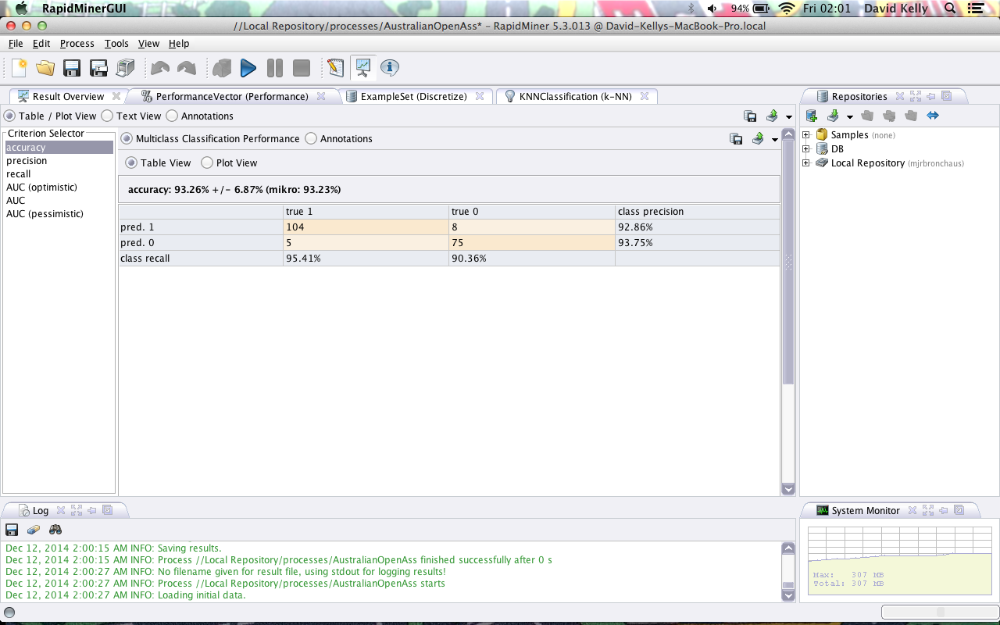 RapidMinerGUI 94% Fri 02:01 David Kelly
//Local Repository/processes/AustralianOpenAss* – RapidMiner 5.3.013 @ David-Kellys-MacBook-Pro.local
File Edit Process Tools View Help
Result Overview PerformanceVector (Performance) ExampleSet (Discretize) KNNClassification (k-NN) Repositories
Table / Plot View Text View Annotations
Criterion Selector
accuracy
precision
recall
AUC (optimistic)
AUC
AUC (pessimistic)
Multiclass Classification Performance Annotations
Table View Plot View
accuracy: 93.26% +/- 6.87% (mikro: 93.23%)
true 1 true 0 class precision
pred. 1 104 8 92.86%
pred. 0 5 75 93.75%
class recall 95.41% 90.36%
Samples (none)
DB
Local Repository (mjrbronchaus)
Log
Dec 12, 2014 2:00:15 AM INFO: Saving results.
Dec 12, 2014 2:00:15 AM INFO: Process //Local Repository/processes/AustralianOpenAss finished successfully after 0 s
Dec 12, 2014 2:00:27 AM INFO: No filename given for result file, using stdout for logging results!
Dec 12, 2014 2:00:27 AM INFO: Process //Local Repository/processes/AustralianOpenAss starts
Dec 12, 2014 2:00:27 AM INFO: Loading initial data.
System Monitor
Max: 307 MB
Total: 307 MB